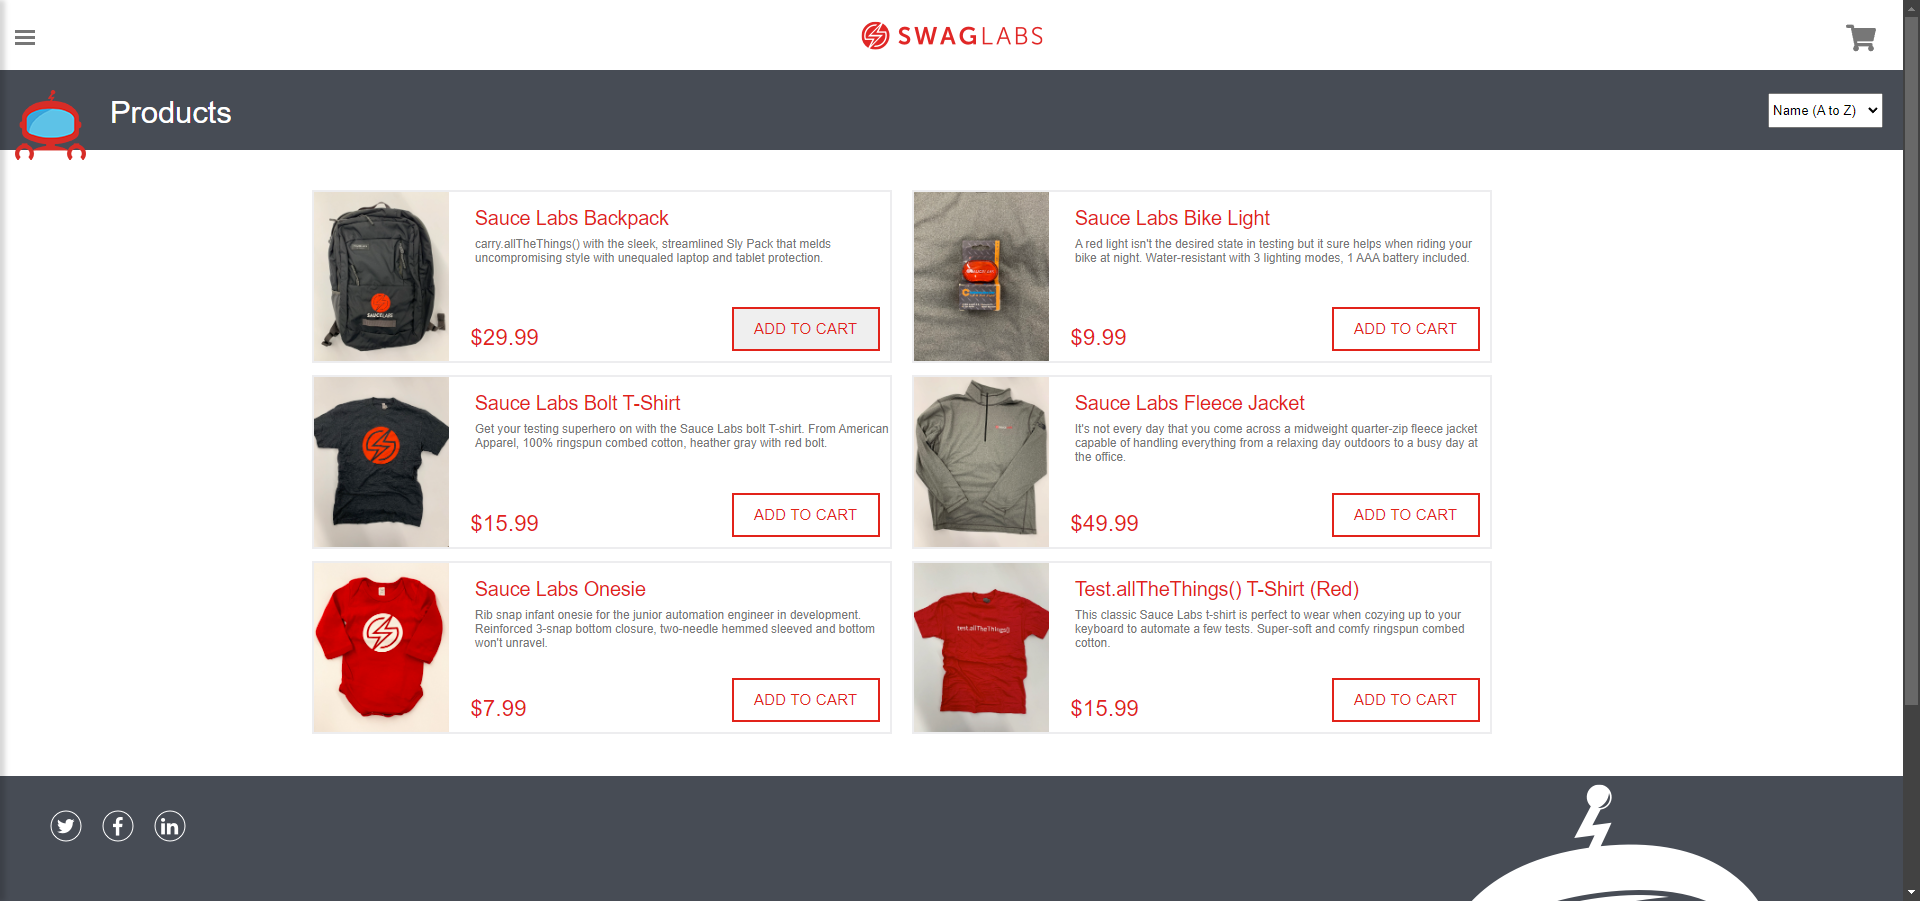 SWAGLABS
Products
Name (A to Z)
Sauce Labs Backpack
carry.allTheThings() with the sleek, streamlined Sly Pack that melds
uncompromising style with unequaled laptop and tablet protection.
$29.99
ADD TO CART
SAUCELABS
Sauce Labs Bike Light
A red light isn't the desired state in testing but it sure helps when riding your
bike at night. Water-resistant with 3 lighting modes, 1 AAA battery included.
$9.99
ADD TO CART
Sauce Labs Bolt T-Shirt
Get your testing superhero on with the Sauce Labs bolt T-shirt. From American
Apparel, 100% ringspun combed cotton, heather gray with red bolt.
$15.99
ADD TO CART
Sauce Labs Fleece Jacket
It's not every day that you come across a midweight quarter-zip fleece jacket
capable of handling everything from a relaxing day outdoors to a busy day at
the office.
$49.99
ADD TO CART
Sauce Labs Onesie
Rib snap infant onesie for the junior automation engineer in development.
Reinforced 3-snap bottom closure, two-needle hemmed sleeved and bottom
won't unravel.
$7.99
ADD TO CART
Test.allTheThings() T-Shirt (Red)
This classic Sauce Labs t-shirt is perfect to wear when cozying up to your
keyboard to automate a few tests. Super-soft and comfy ringspun combed
cotton.
test.allTheThings()
$15.99
ADD TO CART